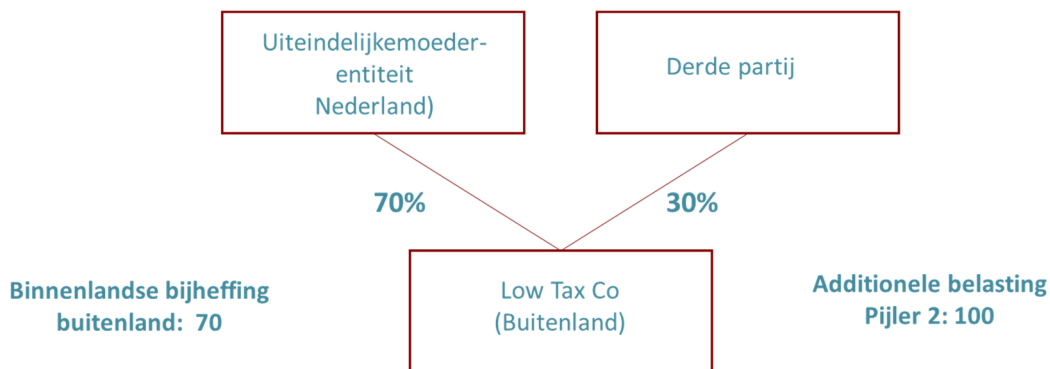 Uiteindelijkemoeder-
entiteit
Nederland)
Derde partij
70%
30%
Binnenlandse bijheffing
buitenland:  70
Low Tax Co
(Buitenland)
Additionele belasting
Pijler 2: 100